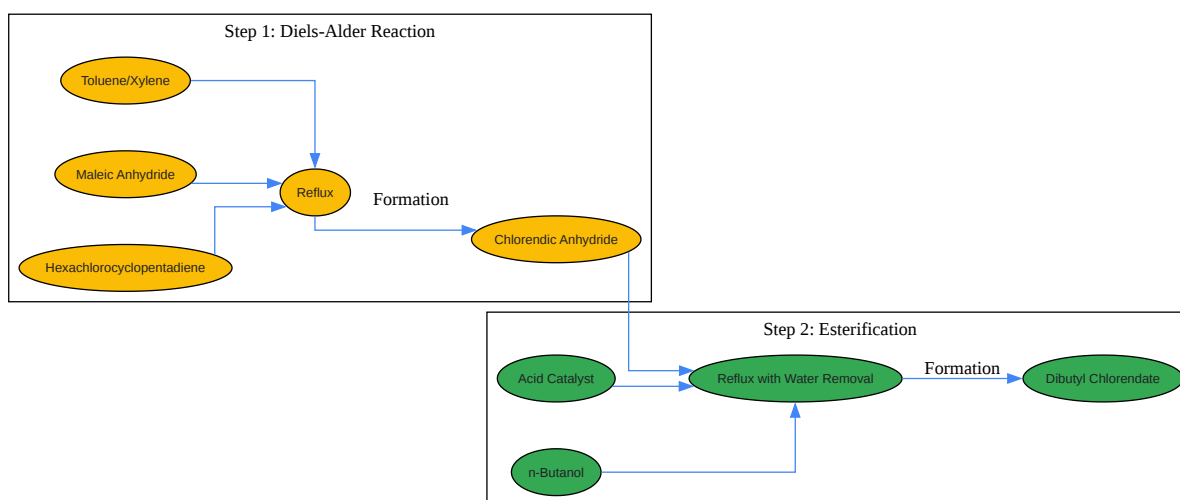 Step 1: Diels-Alder Reaction
Toluene/Xylene
Maleic Anhydride
Reflux
Formation
Hexachlorocyclopentadiene
Chlorendic Anhydride
Step 2: Esterification
Acid Catalyst
Reflux with Water Removal
Formation
Dibutyl Chlorendate
n-Butanol